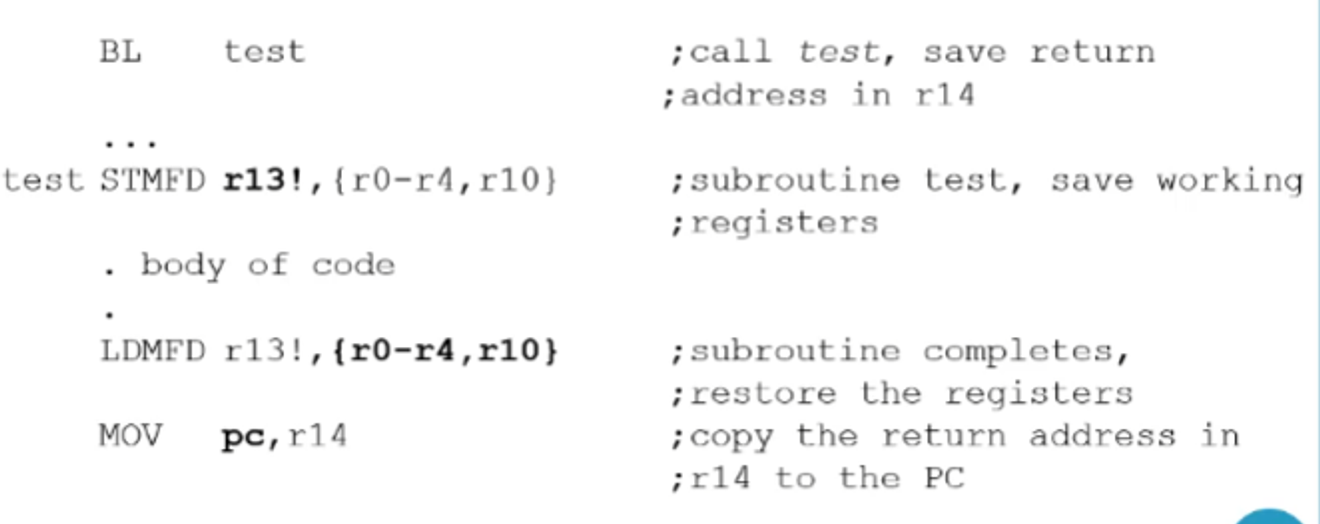 BL test ;call test, save return
;address in r14
...
test STMFD r13!,{r0-r4,r10} ;subroutine test, save working
;registers
. body of code
.
LDMFD r13!,{r0-r4,r10} ;subroutine completes,
;restore the registers
MOV pc,r14 ;copy the return address in
;r14 to the PC